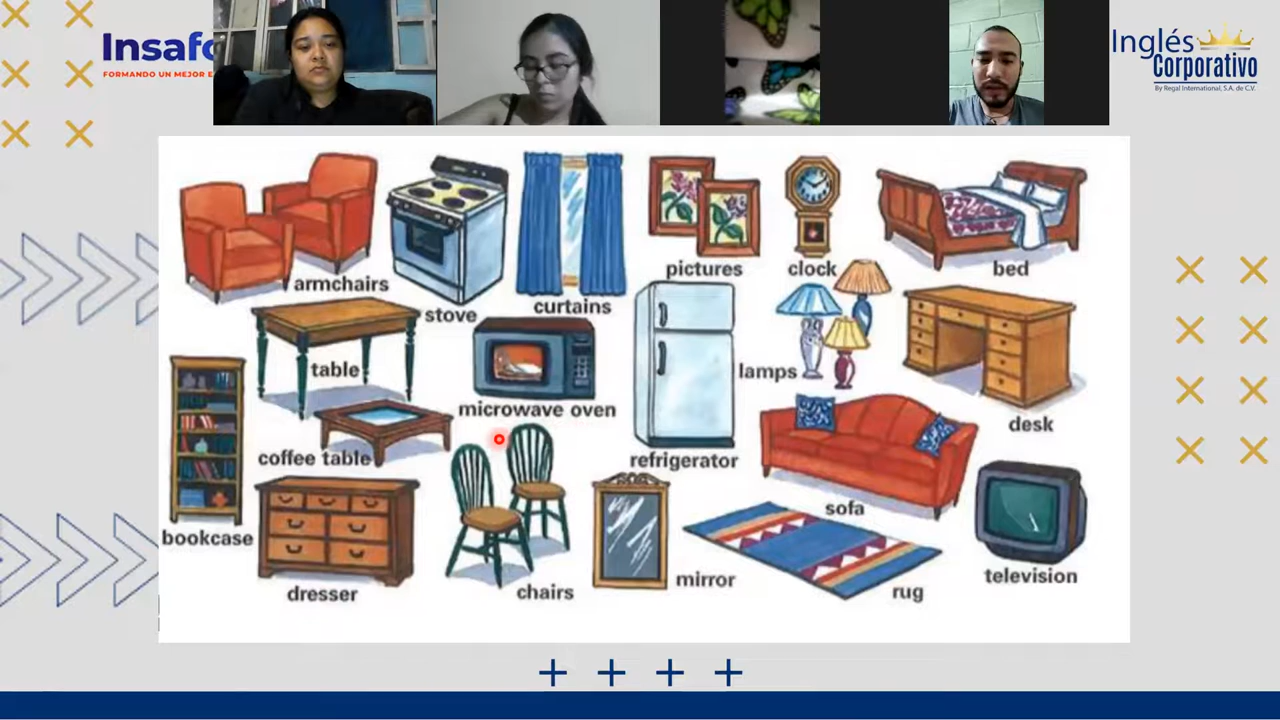 Insafo
FORMANDO UN MEJOR E
Inglés
Corporativo
By Regal International, S.A. de C.V.
armchairs
stove
curtains
pictures
clock
bed
table
microwave oven
refrigerator
lamps
desk
coffee table
bookcase
dresser
chairs
mirror
sofa
rug
television